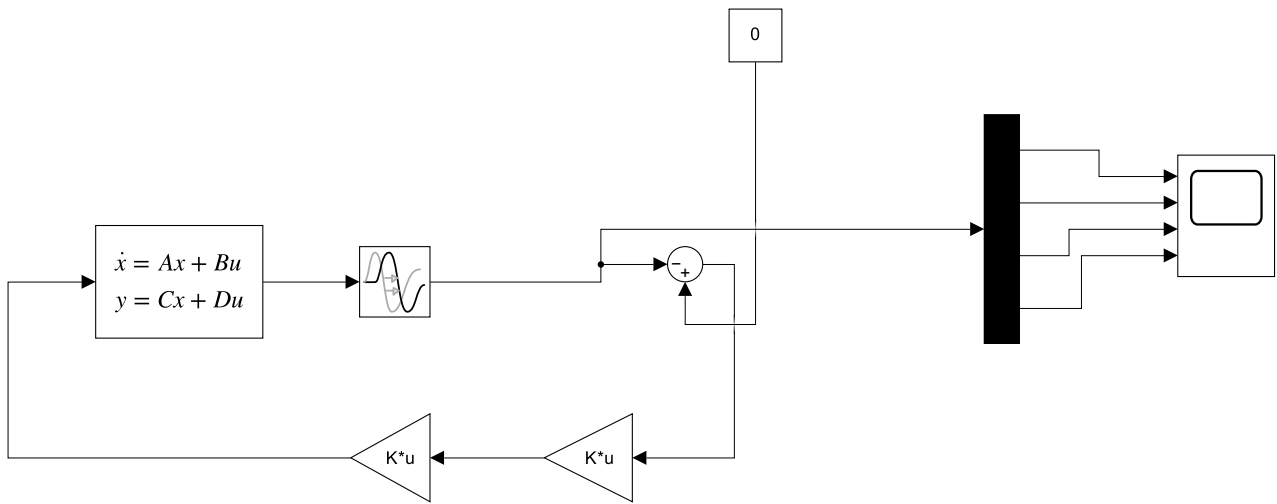 0
ẋ = Ax + Bu
y = Cx + Du
−
+
K*u
K*u